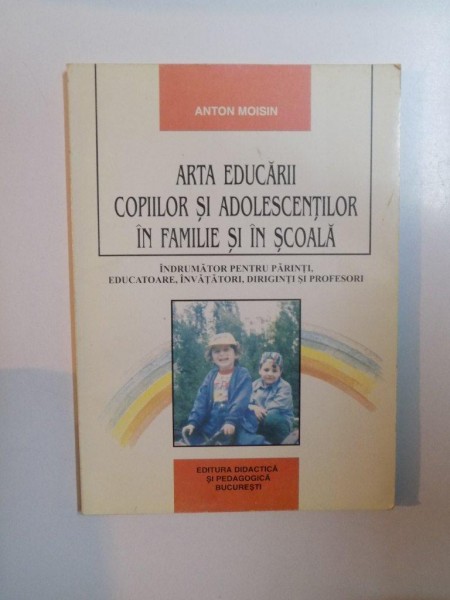 ANTON MOISIN
ARTA EDUCĂRII
COPIILOR ȘI ADOLESCENȚILOR
ÎN FAMILIE ȘI ÎN ȘCOALĂ
ÎNDRUMĂTOR PENTRU PĂRINȚI,
EDUCATOARE, ÎNVĂȚĂTORI, DIRIGINȚI ȘI PROFESORI
EDITURA DIDACTICĂ
ȘI PEDAGOGICĂ
BUCUREȘTI